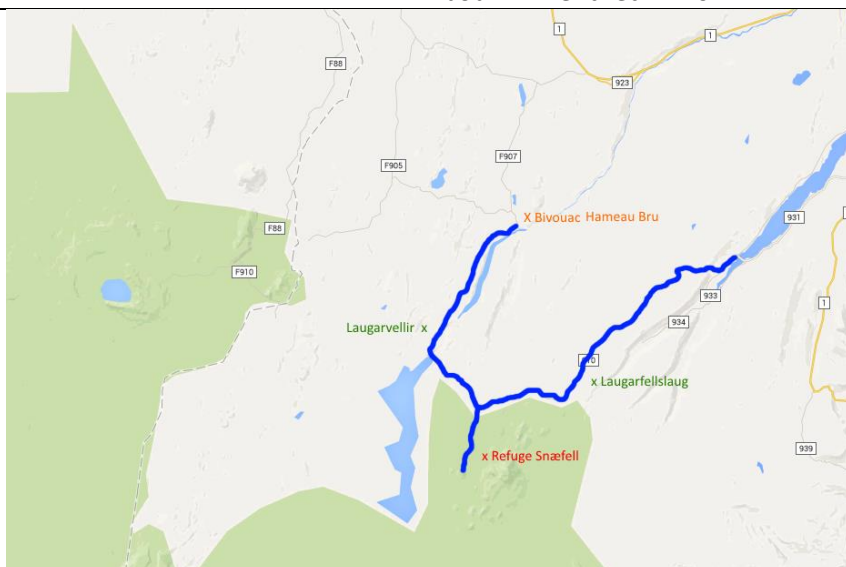 1
1
F88
923
F907
F905
X Bivouac Hameau Bru
931
F88
F910
933
1
934
Laugarvellir x
x Laugarfellslaug
939
x Refuge Snæfell